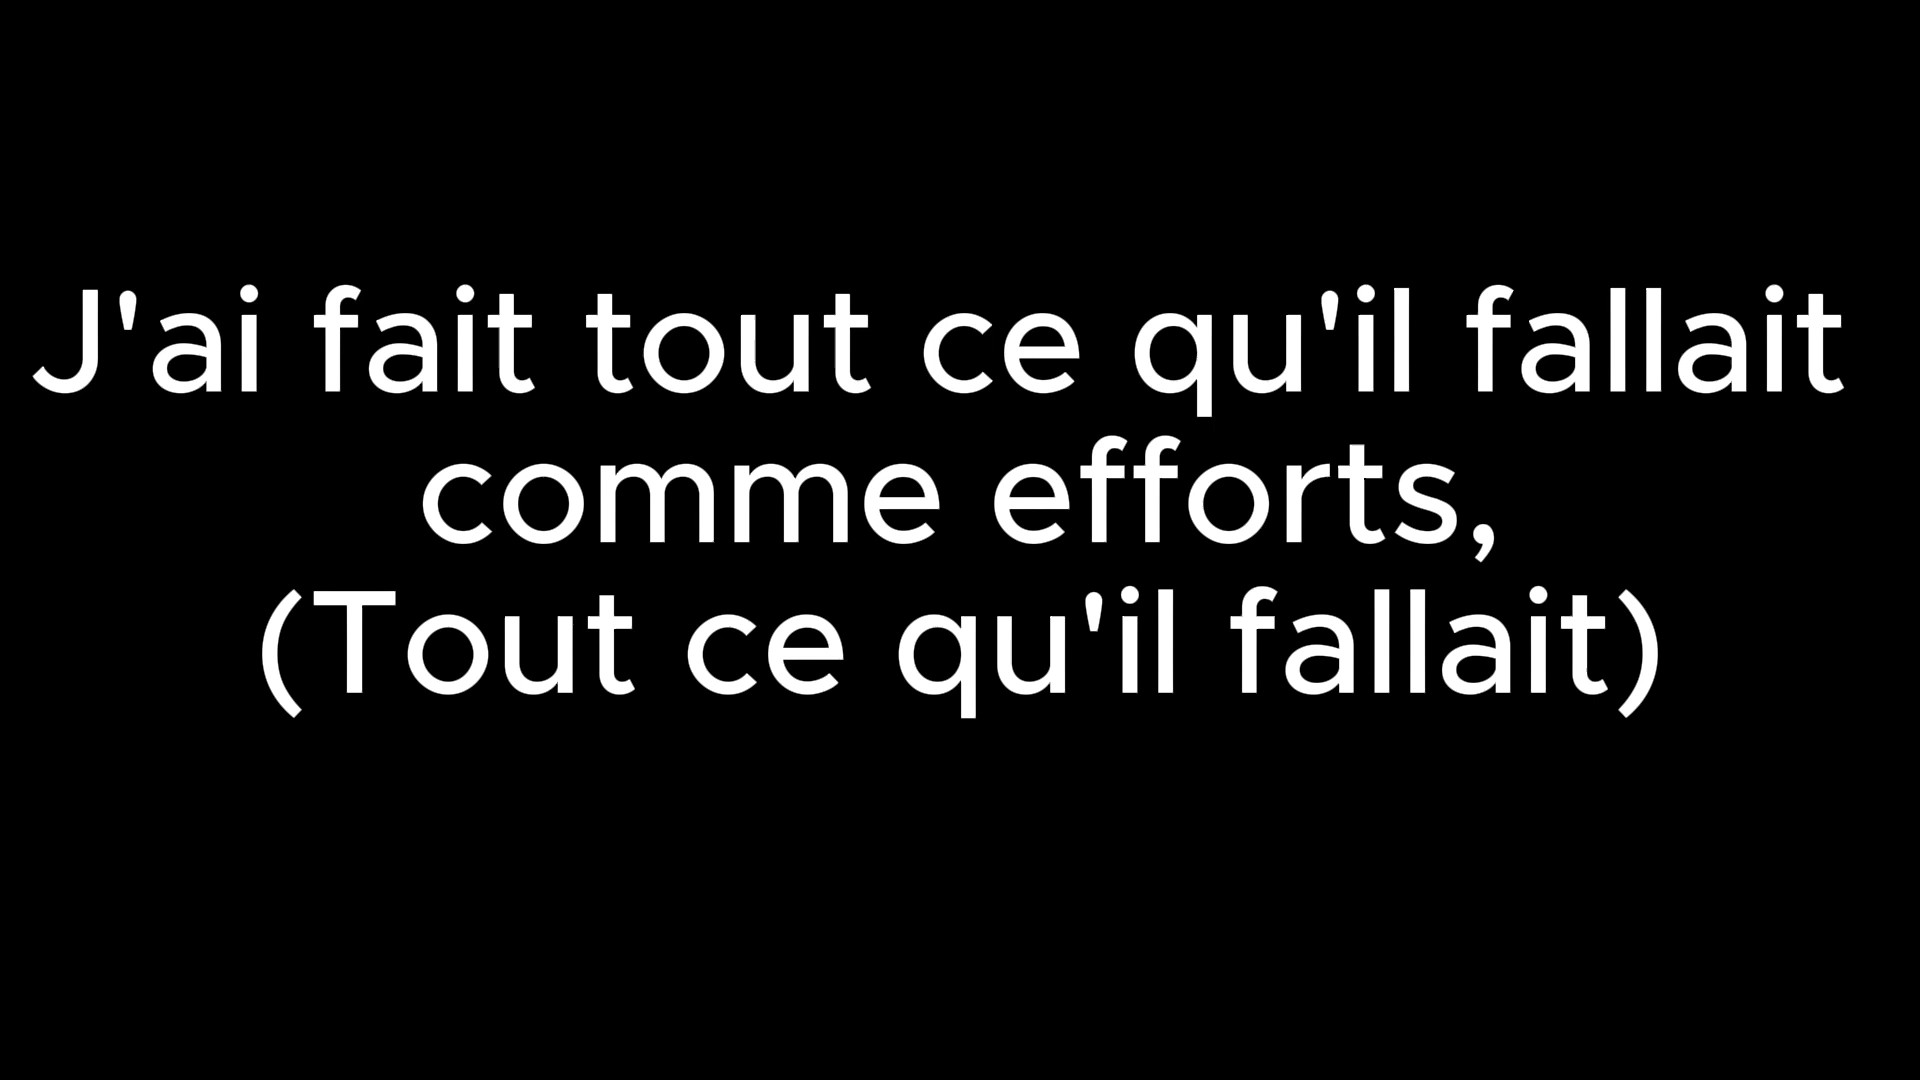 J'ai fait tout ce qu'il fallait
comme efforts,
(Tout ce qu'il fallait)